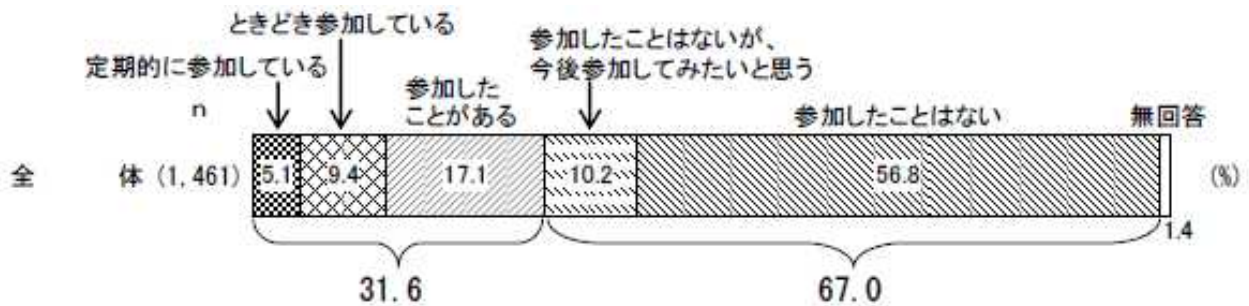 ときどき参加している
定期的に参加している
参加した
ことがある
参加したことはないが、
今後参加してみたいと思う
参加したことはない
無回答
n
全 体 (1,461) 5.1 9.4 17.1 10.2 56.8 (%)
1.4
31.6 67.0